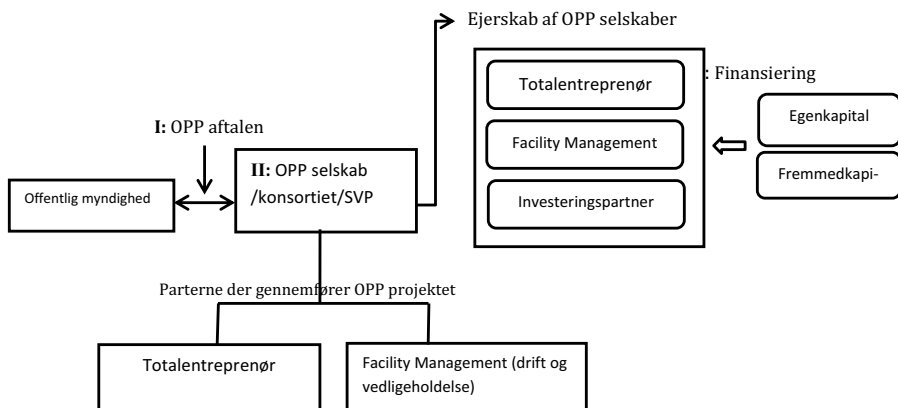 Ejerskab af OPP selskaber
Totalentreprenør
: Finansiering
Egenkapital
I: OPP aftalen
Facility Management
Fremmedkapi-
II: OPP selskab
/konsortiet/SVP
Offentlig myndighed
Investeringspartner
Parterne der gennemfører OPP projektet
Totalentreprenør
Facility Management (drift og
vedligeholdelse)